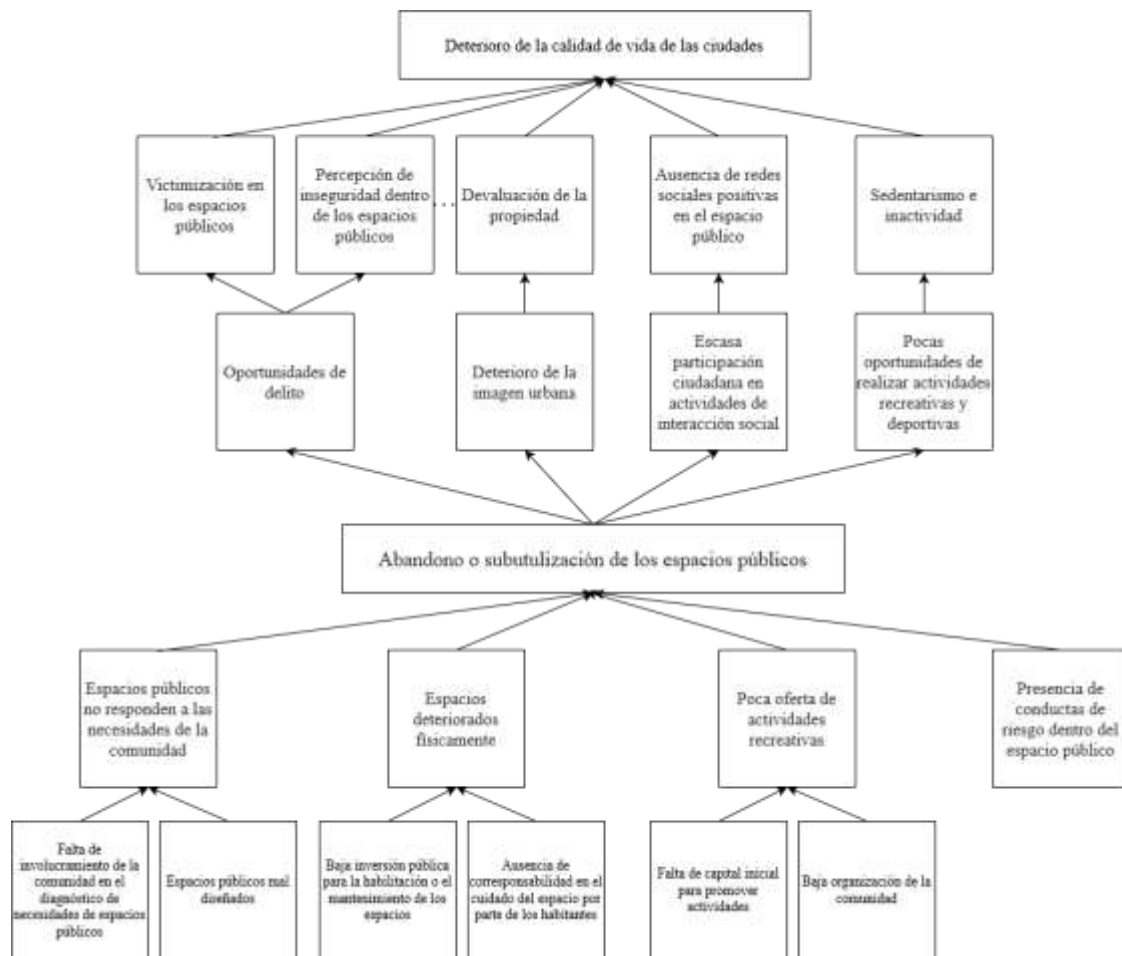 Deterioro de la calidad de vida de las ciudades
Victimización en
los espacios
públicos
Percepción de
inseguridad dentro
de los espacios
públicos
...
Devaluación de la
propiedad
Ausencia de redes
sociales positivas
en el espacio
público
Sedentarismo e
inactividad
Oportunidades de
delito
Deterioro de la
imagen urbana
Escasa
participación
ciudadana en
actividades de
interacción social
Pocas
oportunidades de
realizar actividades
recreativas y
deportivas
Abandono o subutulización de los espacios públicos
Espacios públicos
no responden a las
necesidades de la
comunidad
Espacios
deteriorados
físicamente
Poca oferta de
actividades
recreativas
Presencia de
conductas de
riesgo dentro del
espacio público
Falta de
involucramiento de la
comunidad en el
diagnóstico de
necesidades de espacios
públicos
Espacios públicos mal
diseñados
Baja inversión pública
para la habilitación o el
mantenimiento de los
espacios
Ausencia de
corresponsabilidad en el
cuidado del espacio por
parte de los habitantes
Falta de capital inicial
para promover
actividades
Baja organización de la
comunidad